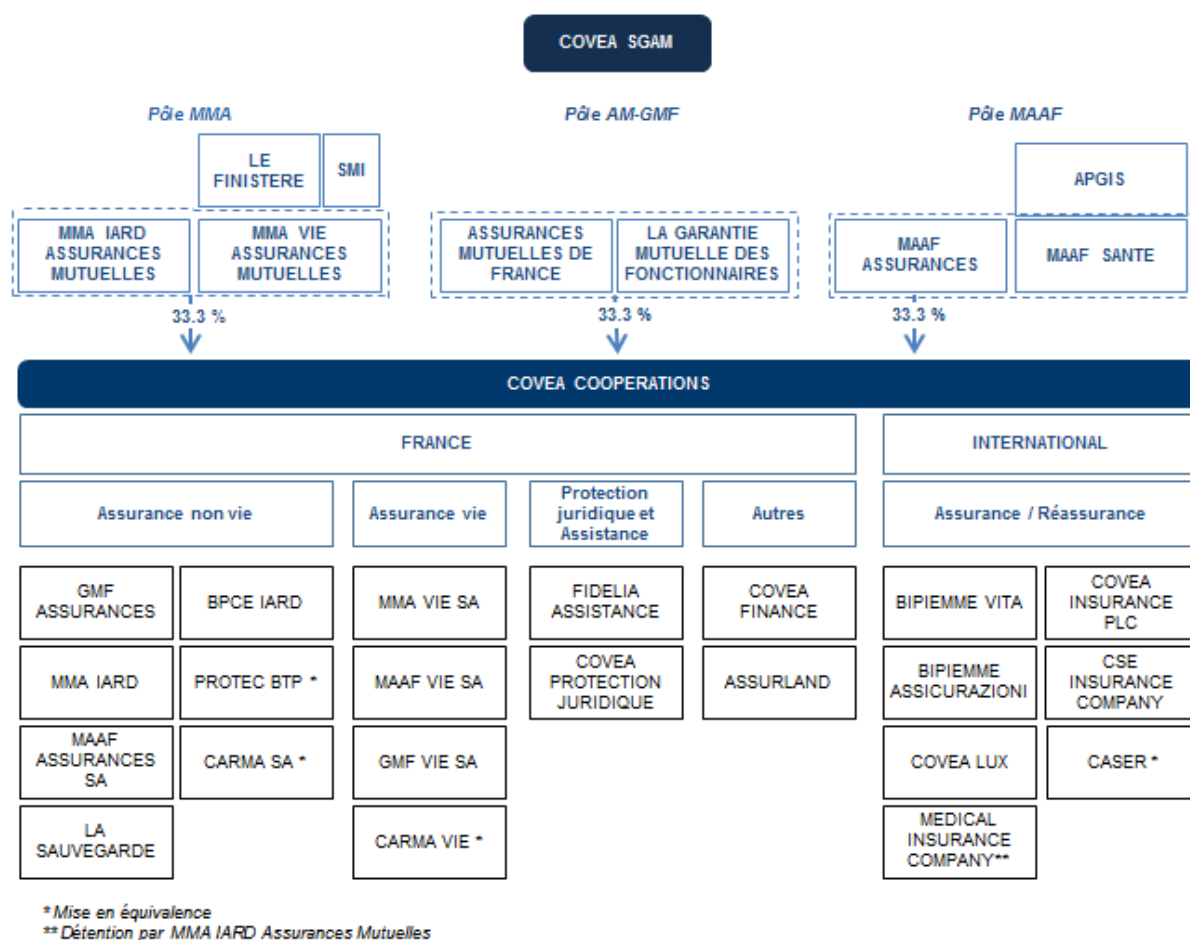 COVEA SGAM
Pôle MMA
Pôle AM-GMF
Pôle MAAF
LE
FINISTERE
SMI
APGIS
MMA IARD
ASSURANCES
MUTUELLES
MMA VIE
ASSURANCES
MUTUELLES
ASSURANCES
MUTUELLES DE
FRANCE
LA GARANTIE
MUTUELLE DES
FONCTIONNAIRES
MAAF
ASSURANCES
MAAF SANTE
33.3 %
33.3 %
33.3 %
COVEA COOPERATIONS
FRANCE
INTERNATIONAL
Assurance non vie
Assurance vie
Protection
juridique et
Assistance
Autres
Assurance / Réassurance
GMF
ASSURANCES
BPCE IARD
MMA VIE SA
FIDELIA
ASSISTANCE
COVEA
FINANCE
BIPIEMME VITA
COVEA
INSURANCE
PLC
MMA IARD
PROTEC BTP *
MAAF VIE SA
COVEA
PROTECTION
JURIDIQUE
ASSURLAND
BIPIEMME
ASSICURAZIONI
CSE
INSURANCE
COMPANY
MAAF
ASSURANCES
SA
CARMA SA *
GMF VIE SA
COVEA LUX
CASER *
LA
SAUVEGARDE
CARMA VIE *
MEDICAL
INSURANCE
COMPANY**
* Mise en équivalence
** Détention par MMA IARD Assurances Mutuelles